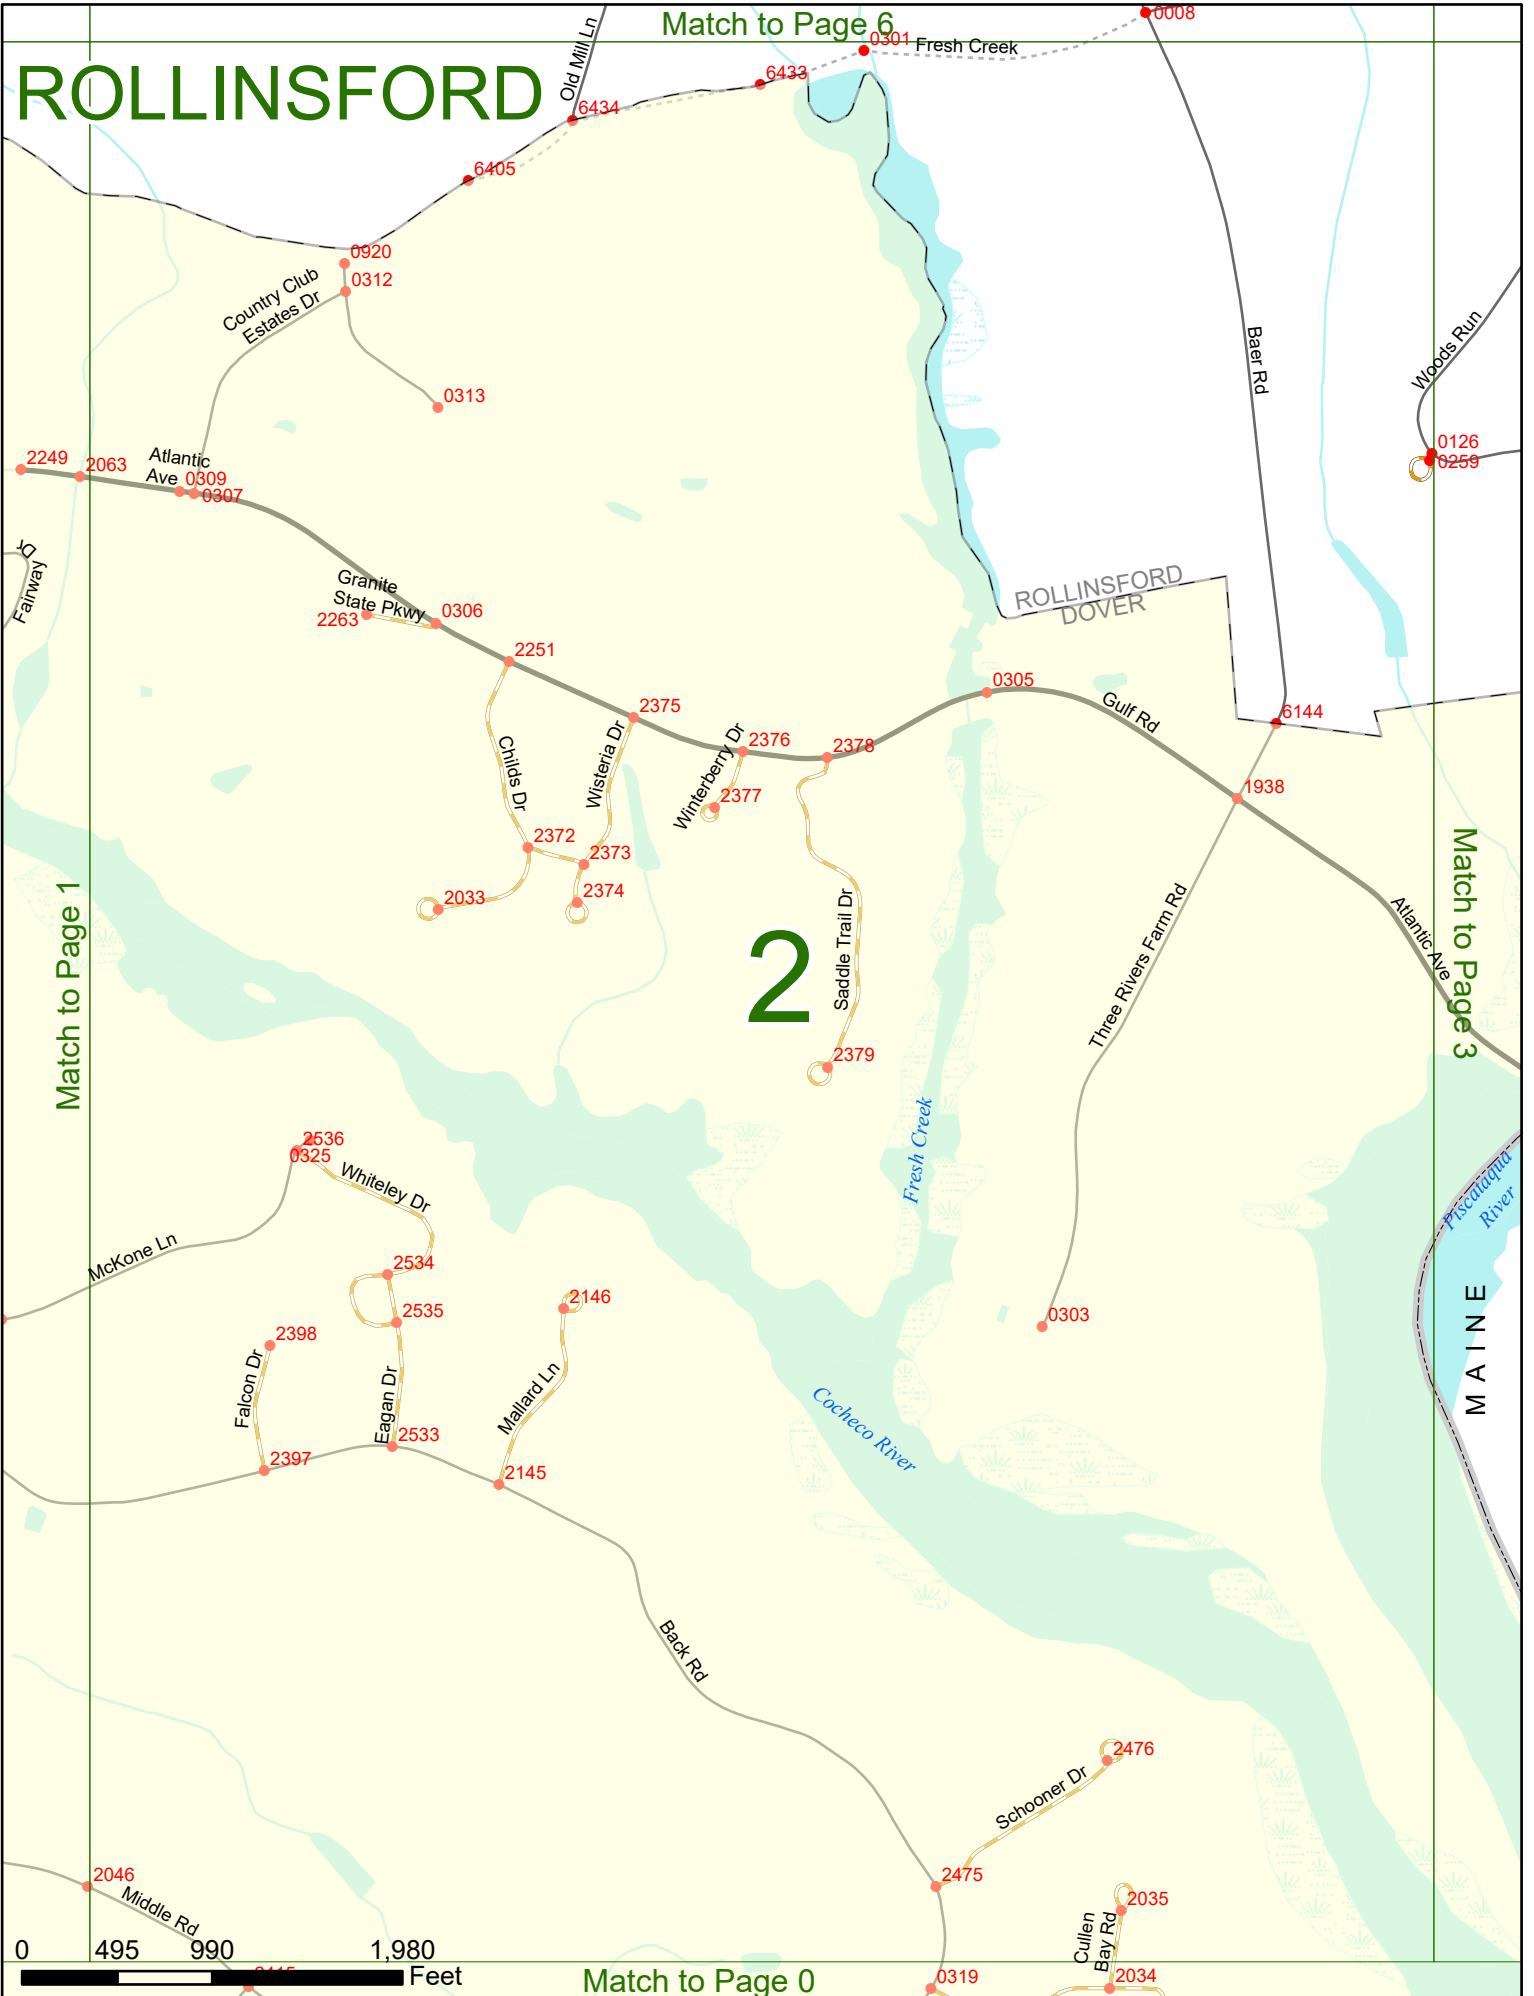 Match to Page 6
0008
0301
Fresh Creek
Old Mill Ln
ROLLINSFORD
6433
6434
6405
0920
0312
Country Club
Estates Dr
0313
Baer Rd
Woods Run
0126
0259
2249
2063
Atlantic
Ave
0309
0307
Fairway
Dr
Granite
State Pkwy
2263
0306
2251
ROLLINSFORD
DOVER
0305
Gulf Rd
6144
2375
2376
2378
Childs Dr
Wisteria Dr
Winterberry Dr
2377
1938
2372
2373
2374
2033
Match to Page 1
2
Saddle Trail Dr
Three Rivers Farm Rd
Atlantic Ave
Match to Page 3
2379
Fresh Creek
2536
0325
Whiteley Dr
Piscataqua
River
McKone Ln
2534
2535
2146
0303
MAINE
2398
Falcon Dr
Eagan Dr
Mallard Ln
Cocheco River
2533
2397
2145
Back Rd
2476
Schooner Dr
2046
Middle Rd
2475
2035
Cullen
Bay Rd
0 495 990 1,980
Feet
Match to Page 0
0319
2034